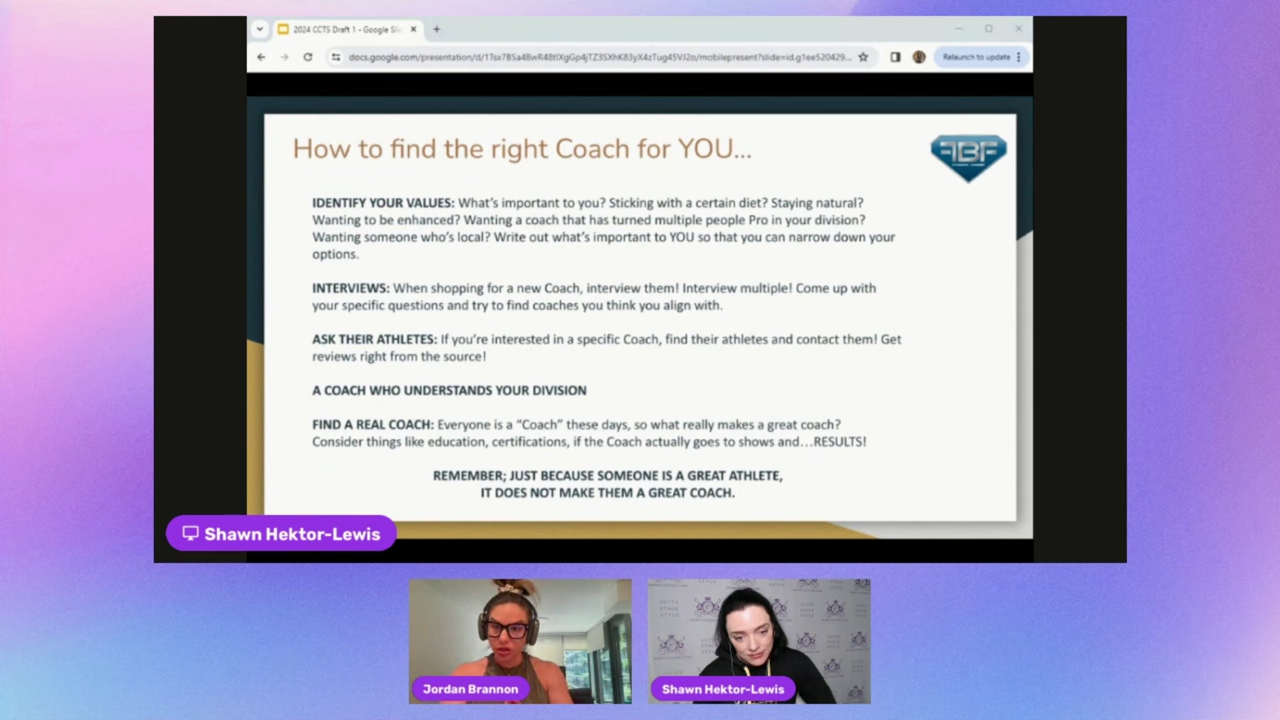 2024 CCTS Draft 1 - Google Sli
Relaunch to update
How to find the right Coach for YOU...
FBF
IDENTIFY YOUR VALUES: What's important to you? Sticking with a certain diet? Staying natural?
Wanting to be enhanced? Wanting a coach that has turned multiple people Pro in your division?
Wanting someone who's local? Write out what's important to YOU so that you can narrow down your
options.
INTERVIEWS: When shopping for a new Coach, interview them! Interview multiple! Come up with
your specific questions and try to find coaches you think you align with.
ASK THEIR ATHLETES: If you're interested in a specific Coach, find their athletes and contact them! Get
reviews right from the source!
A COACH WHO UNDERSTANDS YOUR DIVISION
FIND A REAL COACH: Everyone is a “Coach” these days, so what really makes a great coach?
Consider things like education, certifications, if the Coach actually goes to shows and...RESULTS!
REMEMBER; JUST BECAUSE SOMEONE IS A GREAT ATHLETE,
IT DOES NOT MAKE THEM A GREAT COACH.
Shawn Hektor-Lewis
Jordan Brannon
Shawn Hektor-Lewis